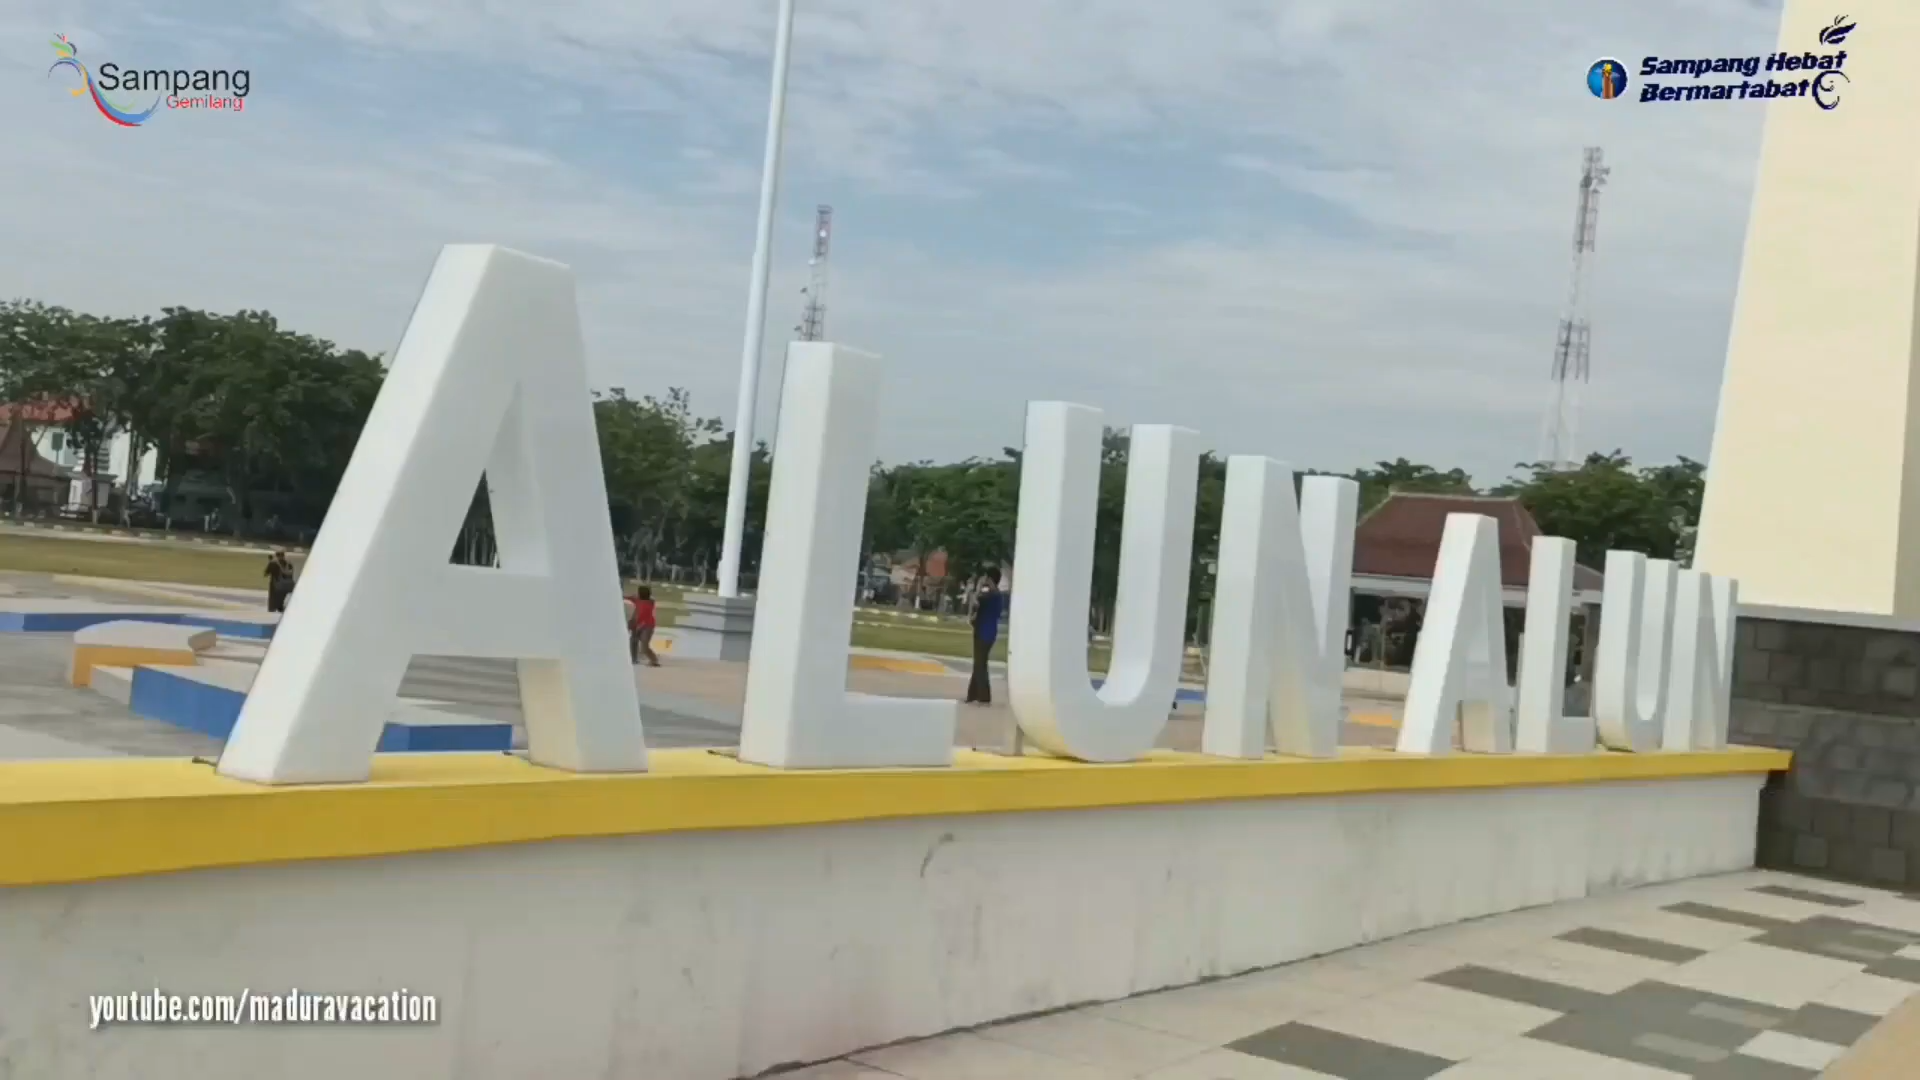 Sampang
Gemilang
Sampang Hebat
Bermartabat
ALUN ALUN
youtube.com/maduravacation